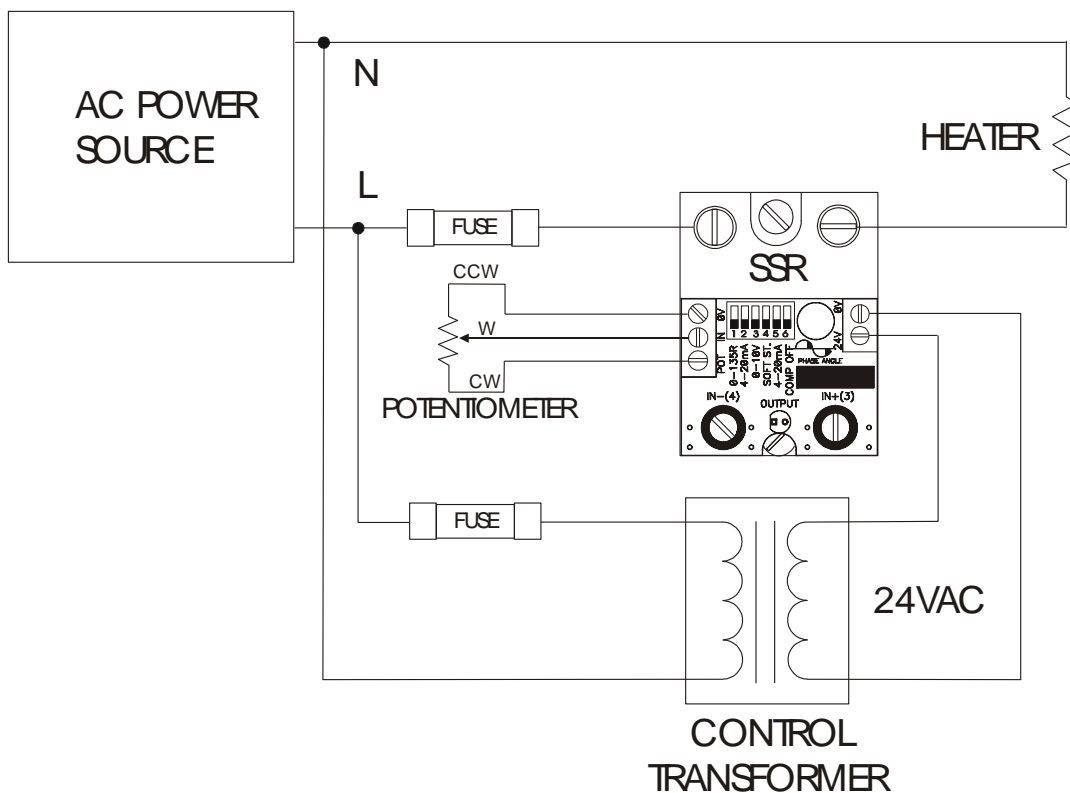 AC POWER
SOURCE
N
L
HEATER
FUSE
SSR
CCW
W
CW
POTENTIOMETER
0V
IN
POT
1 2 3 4 5 6
0-135R
4-20mA
0-10V
SOFT ST.
4-20mA
COMP OFF
0V
24V
PHASE ANGLE
IN-(4)
OUTPUT
IN+(3)
FUSE
24VAC
CONTROL
TRANSFORMER